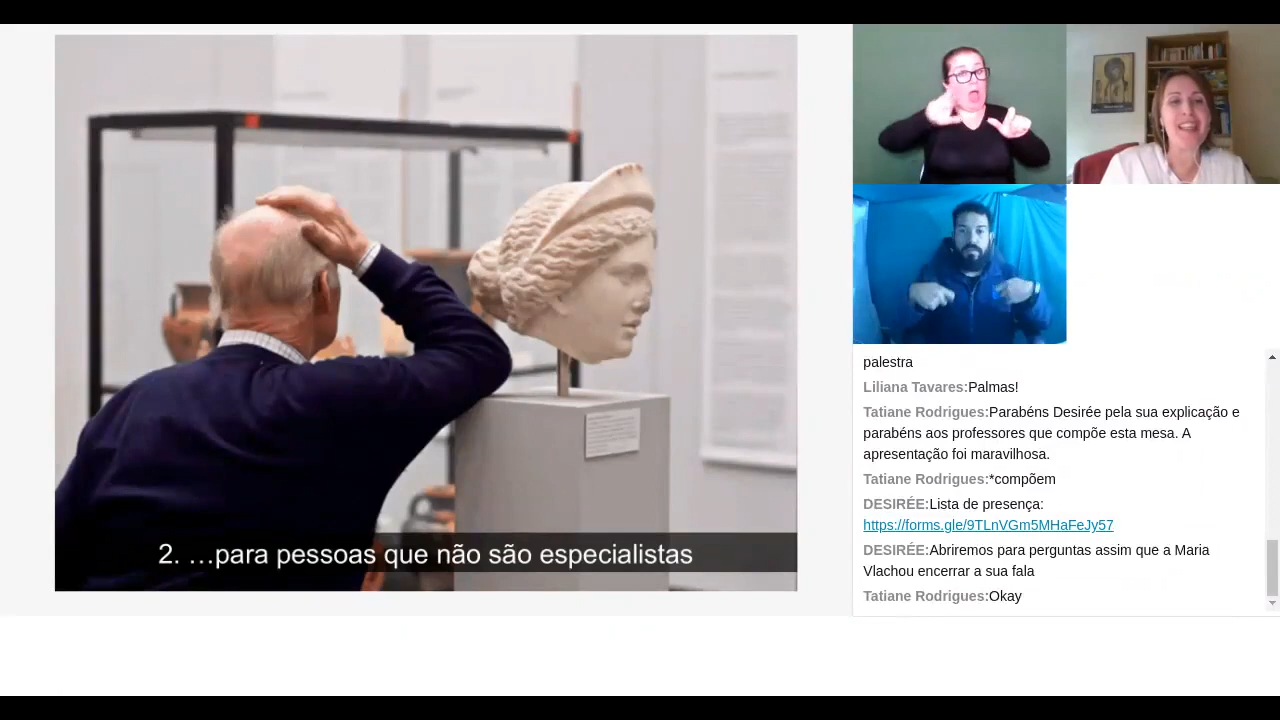 2. ...para pessoas que não são especialistas
palestra
Liliana Tavares:Palmas!
Tatiane Rodrigues:Parabéns Desirée pela sua explicação e
parabéns aos professores que compõe esta mesa. A
apresentação foi maravilhosa.
Tatiane Rodrigues:*compõem
DESIRÉE:Lista de presença:
https://forms.gle/9TLnVGm5MHaFeJy57
DESIRÉE:Abriremos para perguntas assim que a Maria
Vlachou encerrar a sua fala
Tatiane Rodrigues:Okay